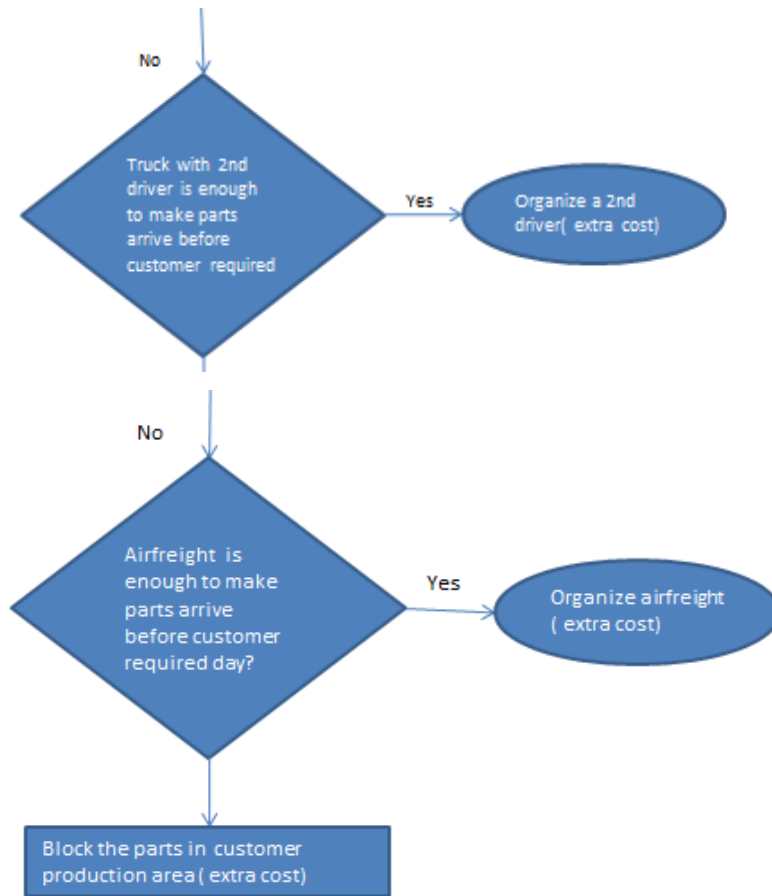 No
Truck with 2nd
driver is enough
to make parts
arrive before
customer required
Yes
Organize a 2nd
driver( extra cost)
No
Airfreight is
enough to make
parts arrive
before customer
required day?
Yes
Organize airfreight
( extra cost)
Block the parts in customer
production area ( extra cost)